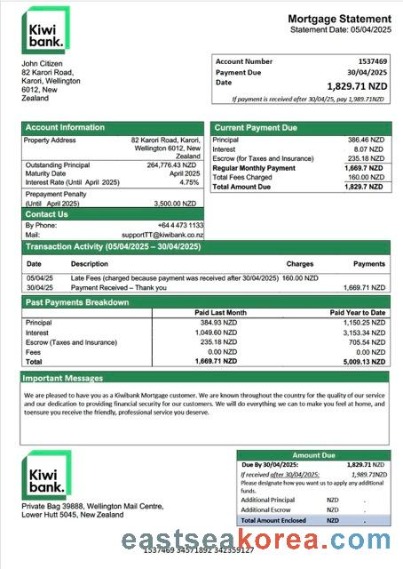 Kiwi
bank.
Mortgage Statement
Statement Date: 05/04/2025
John Citizen
82 Karori Road,
Karori, Wellington
6012, New
Zealand
Account Number 1537469
Payment Due 30/04/2025
Date 1,829.71 NZD
If payment is received after 30/04/25, pay 1,989.71NZD
Account Information
Property Address 82 Karori Road, Karori,
Wellington 6012, New
Zealand
Outstanding Principal 264,776.43 NZD
Maturity Date April 2025
Interest Rate (Until April 2025) 4.75%
Prepayment Penalty
(Until April 2025) 3,500.00 NZD
Contact Us
By Phone: +64 4 473 1133
Mail: supportTT@kiwibank.co.nz
Current Payment Due
Principal 386.46 NZD
Interest 8.07 NZD
Escrow (for Taxes and Insurance) 235.18 NZD
Regular Monthly Payment 1,669.7 NZD
Total Fees Charged 160.00 NZD
Total Amount Due 1,829.7 NZD
Transaction Activity (05/04/2025 – 30/04/2025)
Date Description Charges Payments
05/04/25 Late Fees (charged because payment was received after 30/04/2025) 160.00 NZD
30/04/25 Payment Received – Thank you 1,669.71 NZD
Past Payments Breakdown
Paid Last Month Paid Year to Date
Principal 384.93 NZD 1,150.25 NZD
Interest 1,049.60 NZD 3,153.34 NZD
Escrow (Taxes and Insurance) 235.18 NZD 705.54 NZD
Fees 0.00 NZD 0.00 NZD
Total 1,669.71 NZD 5,009.13 NZD
Important Messages
We are pleased to have you as a Kiwibank Mortgage customer. We are known throughout the country for the quality of our service
and our dedication to providing financial security for our customers. We will do everything we can to make you feel at home, and
toensure you receive the friendly, professional service you deserve.
Kiwi
bank.
Private Bag 39888, Wellington Mail Centre,
Lower Hutt 5045, New Zealand
Amount Due
Due By 30/04/2025: 1,829.71 NZD
If received after 30/04/2025: 1,989.71NZD
Please designate how you want us to apply any additional
funds.
Additional Principal NZD .
Additional Escrow NZD .
Total Amount Enclosed NZD .
eastseakorea.com
1537469 34571892 342359127